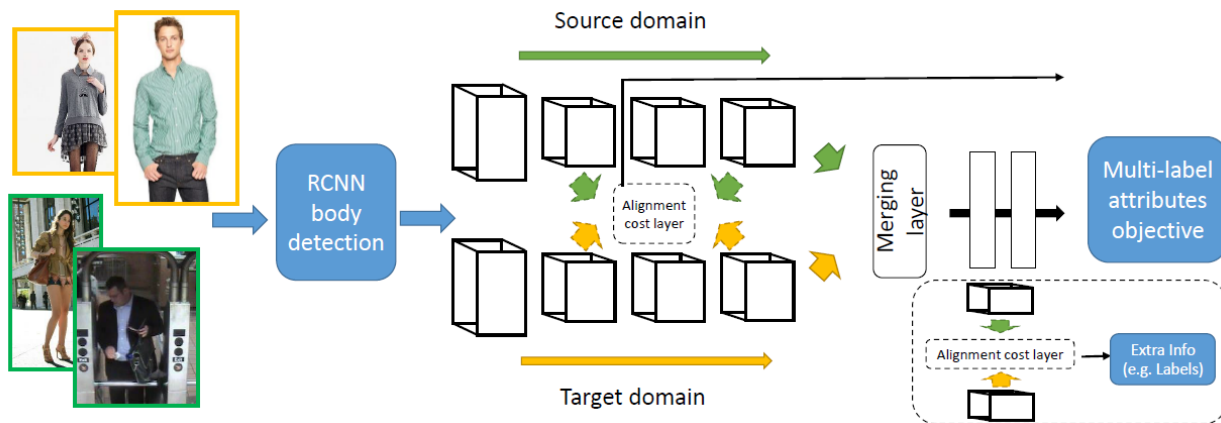 Source domain
RCNN
body
detection
Alignment
cost layer
Merging
layer
Multi-label
attributes
objective
Alignment cost layer
Extra Info
(e.g. Labels)
Target domain